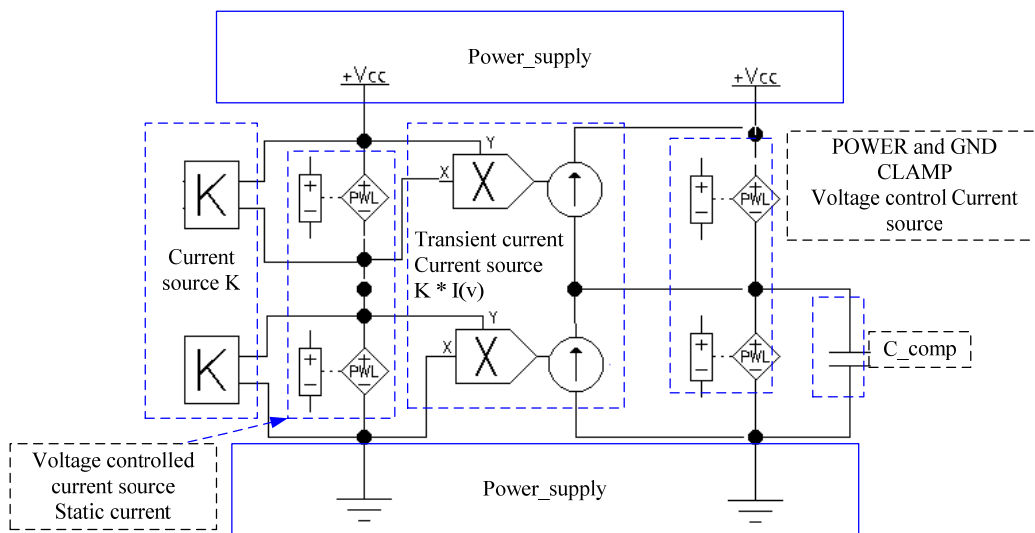 Power_supply
+Vcc
+Vcc
K
Current
source K
+
−
PWL
Y
X
X
Transient current
Current source
K * I(v)
+
−
PWL
POWER and GND
CLAMP
Voltage control Current
source
K
+
−
PWL
Y
X
X
+
−
PWL
C_comp
Voltage controlled
current source
Static current
Power_supply